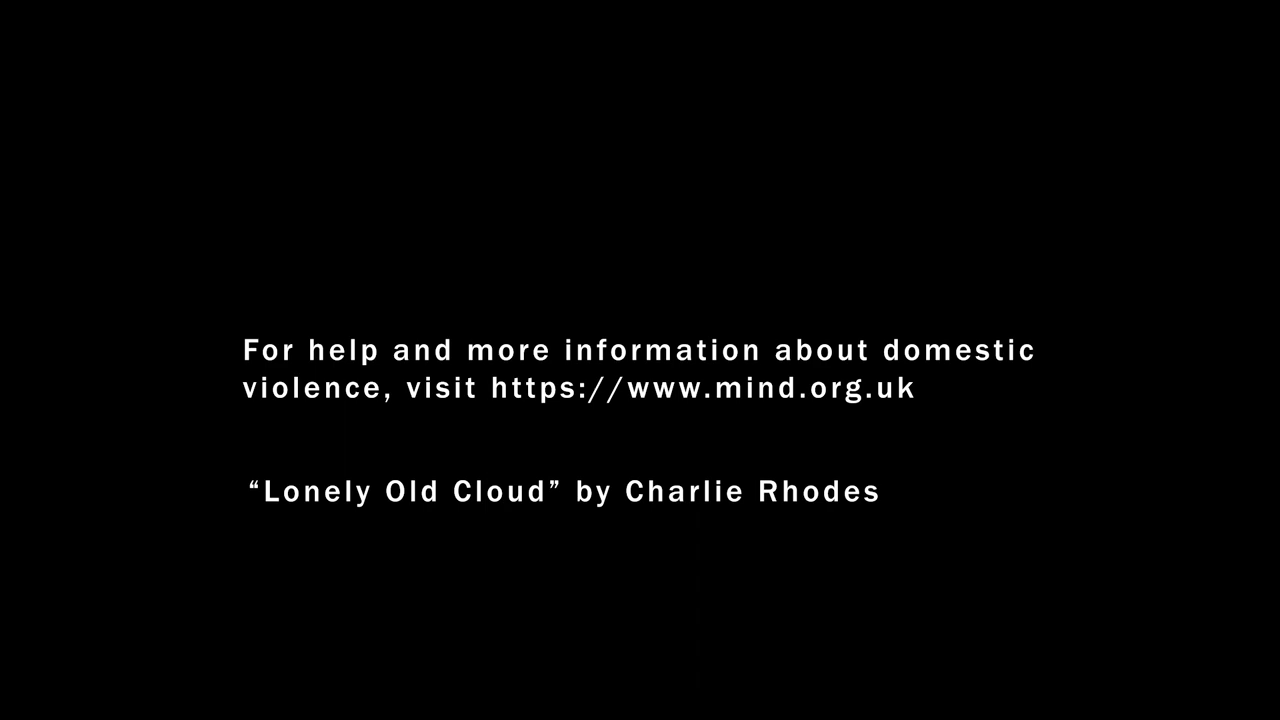 For help and more information about domestic
violence, visit https://www.mind.org.uk
“Lonely Old Cloud” by Charlie Rhodes